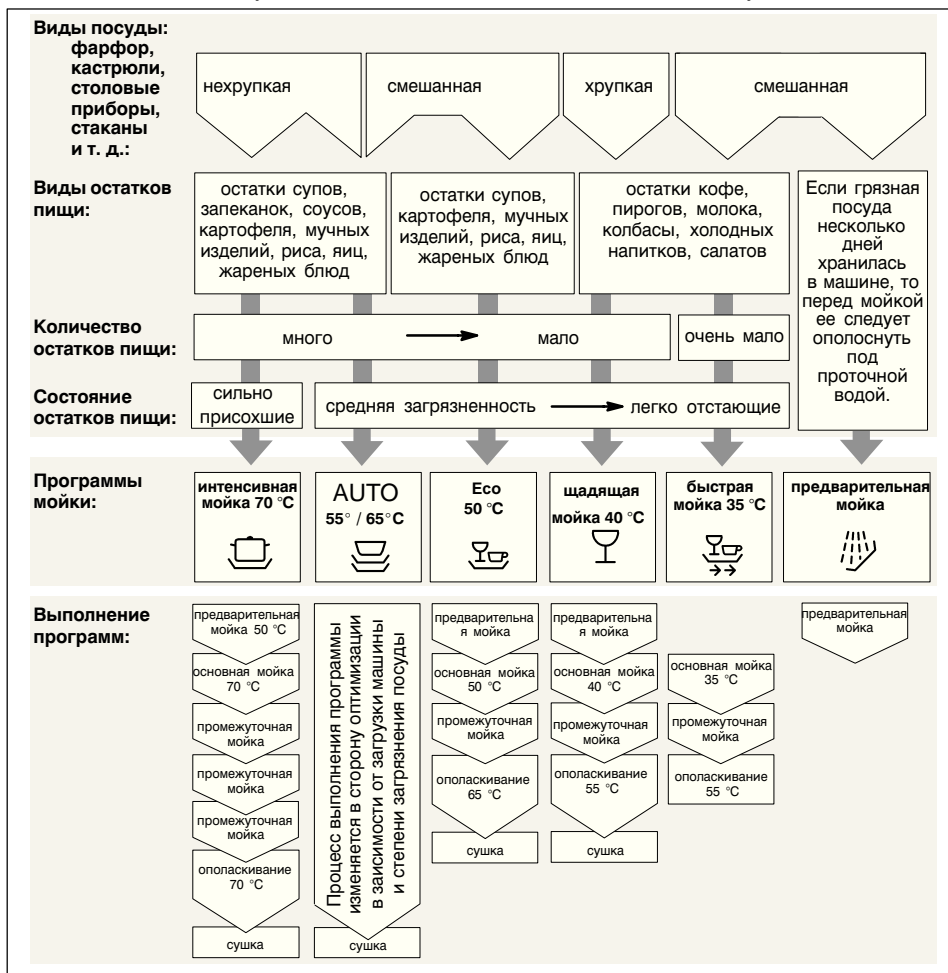 Виды посуды:
фарфор,
кастрюли,
столовые
приборы,
стаканы
и т. д.:
нехрупкая
смешанная
хрупкая
смешанная
Виды остатков
пищи:
остатки супов,
запеканок, соусов,
картофеля, мучных
изделий, риса, яиц,
жареных блюд
остатки супов,
картофеля, мучных
изделий, риса, яиц,
жареных блюд
остатки кофе,
пирогов, молока,
колбасы, холодных
напитков, салатов
Если грязная
посуда
несколько
дней
хранилась
в машине, то
перед мойкой
ее следует
ополоснуть
под
проточной
водой.
Количество
остатков пищи:
много
мало
очень мало
Состояние
остатков пищи:
сильно
присохшие
средняя загрязненность
легко отстающие
Программы
мойки:
интенсивная
мойка 70 °C
AUTO
55° / 65°C
Eco
50 °C
щадящая
мойка 40 °C
быстрая
мойка 35 °C
предварительная
мойка
Выполнение
программ:
предварительная
мойка 50 °C
основная мойка
70 °C
промежуточная
мойка
промежуточная
мойка
промежуточная
мойка
ополаскивание
70 °C
сушка
Процесс выполнения программы
изменяется в сторону оптимизации
в заисимости от загрузки машины
и степени загрязнения посуды
сушка
предварительна
я мойка
основная мойка
50 °C
промежуточная
мойка
ополаскивание
65 °C
сушка
предварительна
я мойка
основная мойка
40 °C
промежуточная
мойка
ополаскивание
55 °C
сушка
основная мойка
35 °C
промежуточная
мойка
ополаскивание
55 °C
предварительная
мойка